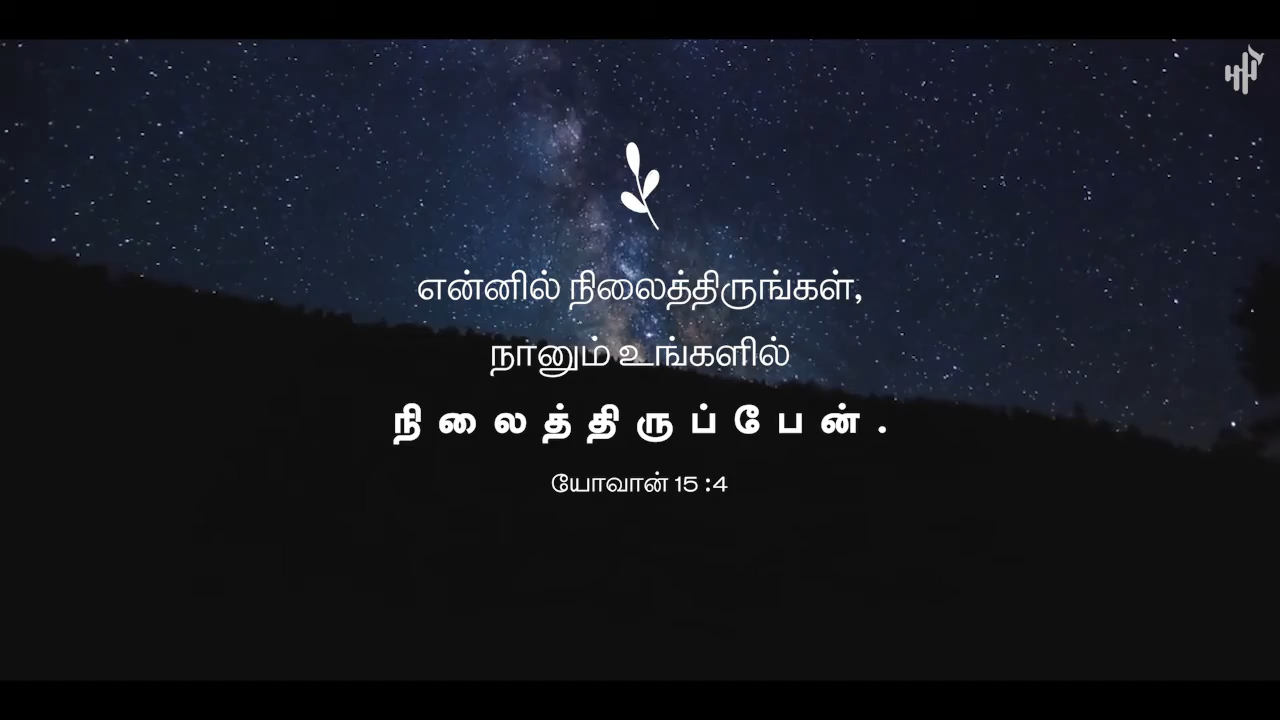 என்னில் நிலைத்திருங்கள்,
நானும் உங்களில்
நிலைத்திருப்பேன்.
யோவான் 15 :4